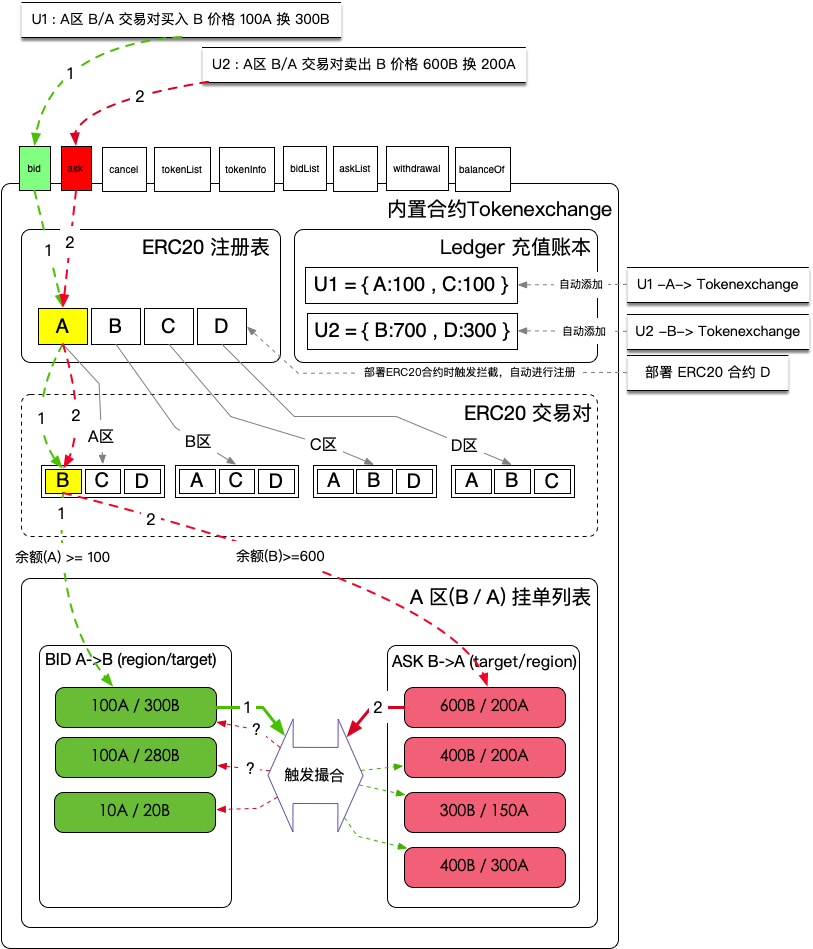 U1 : A区 B/A 交易对买入 B 价格 100A 换 300B
U2 : A区 B/A 交易对卖出 B 价格 600B 换 200A
1
2
bid
ask
cancel
tokenList
tokenInfo
bidList
askList
withdrawal
balanceOf
内置合约Tokenexchange
1
2
ERC20 注册表
Ledger 充值账本
U1 = { A:100 , C:100 }
自动添加
U1 –A–> Tokenexchange
A
B
C
D
U2 = { B:700 , D:300 }
自动添加
U2 –B–> Tokenexchange
部署ERC20合约时触发拦截，自动进行注册
部署 ERC20 合约 D
ERC20 交易对
1
2
A区
B区
C区
D区
B
C
D
A
C
D
A
B
D
A
B
C
1
2
余额(A) >= 100
余额(B)>=600
A 区(B / A) 挂单列表
BID A->B (region/target)
ASK B->A (target/region)
100A / 300B
1
2
600B / 200A
?
100A / 280B
?
触发撮合
400B / 200A
10A / 20B
300B / 150A
400B / 300A